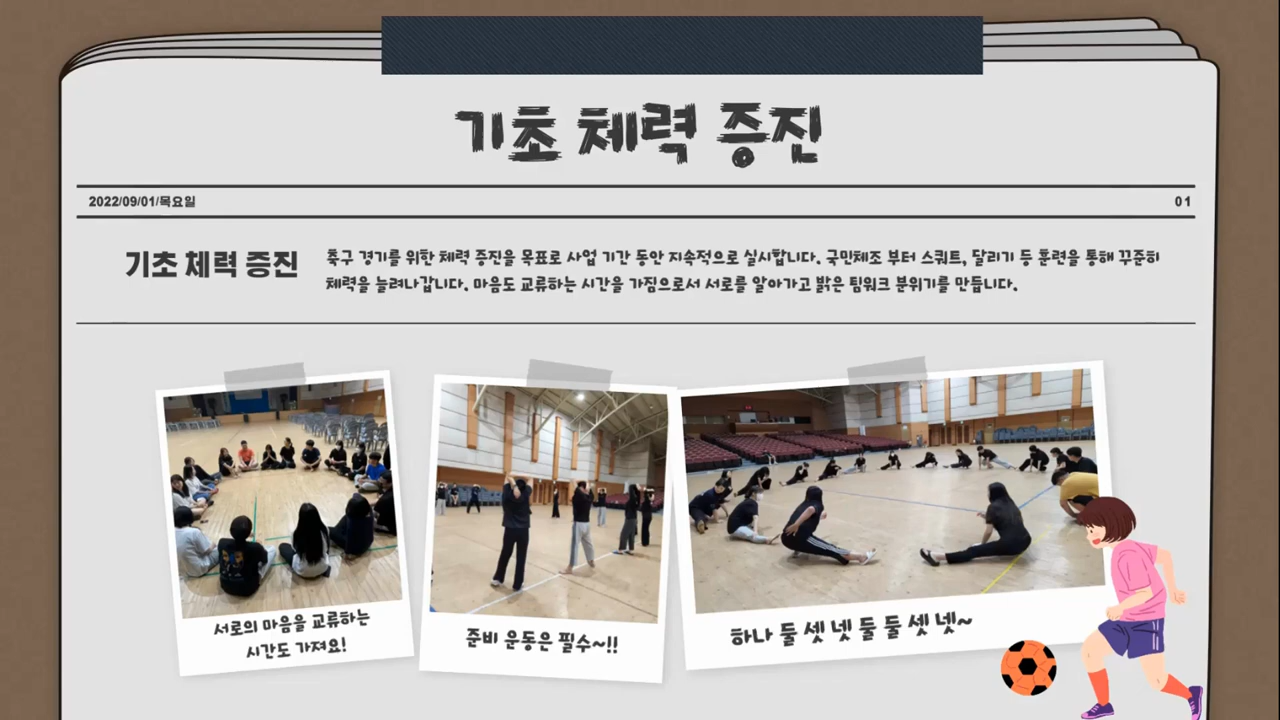 기초 체력 증진
2022/09/01/목요일
01
기초 체력 증진
축구 경기를 위한 체력 증진을 목표로 사업 기간 동안 지속적으로 실시합니다. 국민체조 부터 스쿼트, 달리기 등 훈련을 통해 꾸준히
체력을 늘려나갑니다. 마음도 교류하는 시간을 가짐으로서 서로를 알아가고 밝은 팀워크 분위기를 만듭니다.
서로의 마음을 교류하는
시간도 가져요!
준비 운동은 필수~!!
하나 둘 셋 넷 둘 둘 셋 넷~